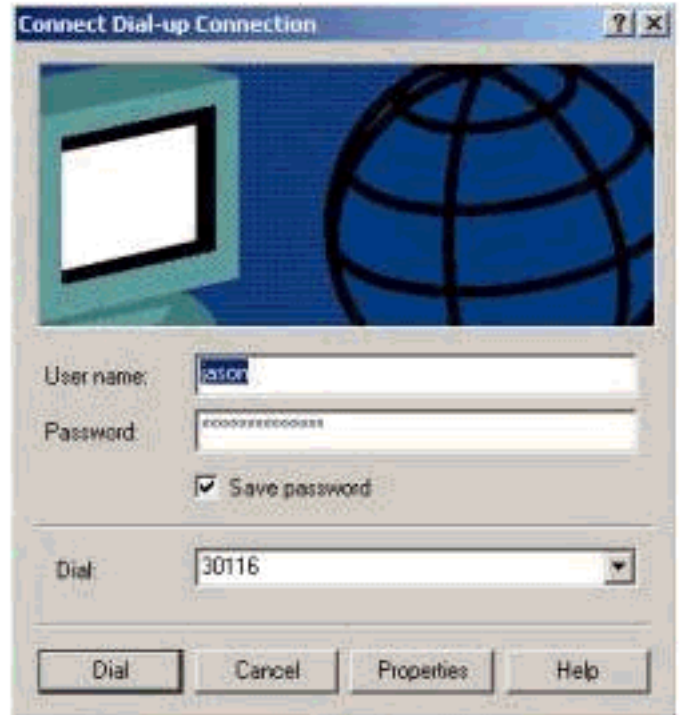 Connect Dial-up Connection
User name: jason
Password: ***************
Save password
Dial: 30116
Dial Cancel Properties Help